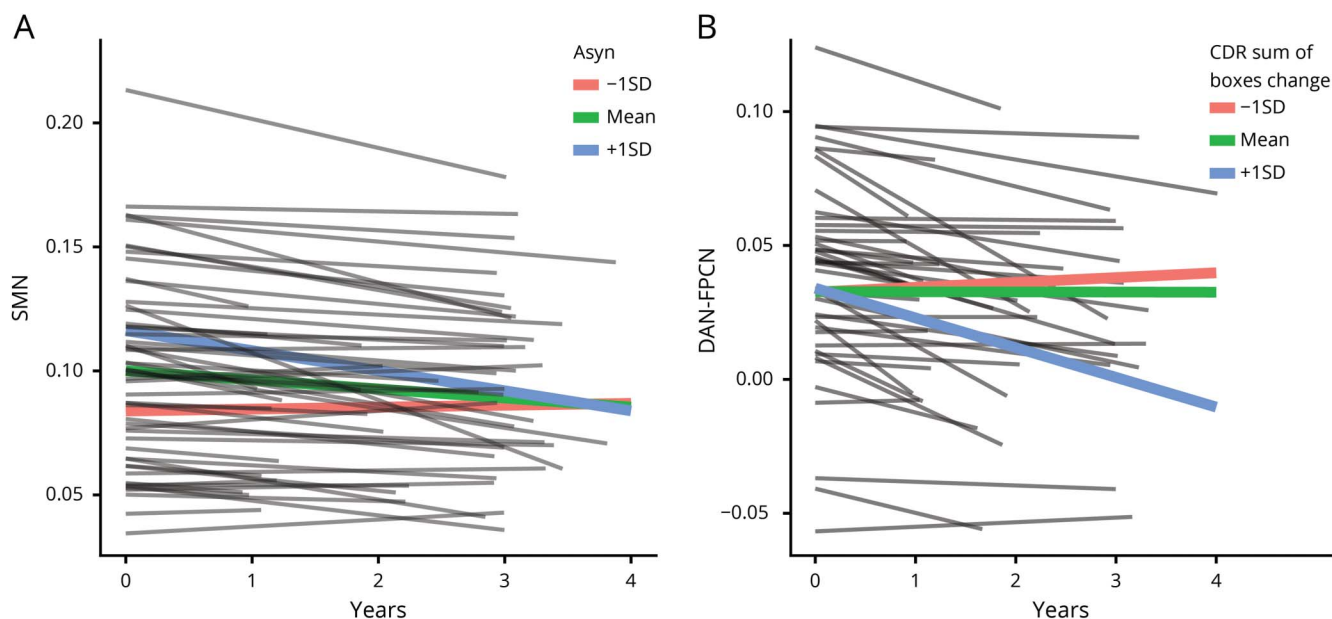 A
Asyn
−1SD
Mean
+1SD
0.20
0.15
0.10
0.05
SMN
0 1 2 3 4
Years
B
CDR sum of
boxes change
−1SD
Mean
+1SD
0.10
0.05
0.00
−0.05
DAN-FPCN
0 1 2 3 4
Years